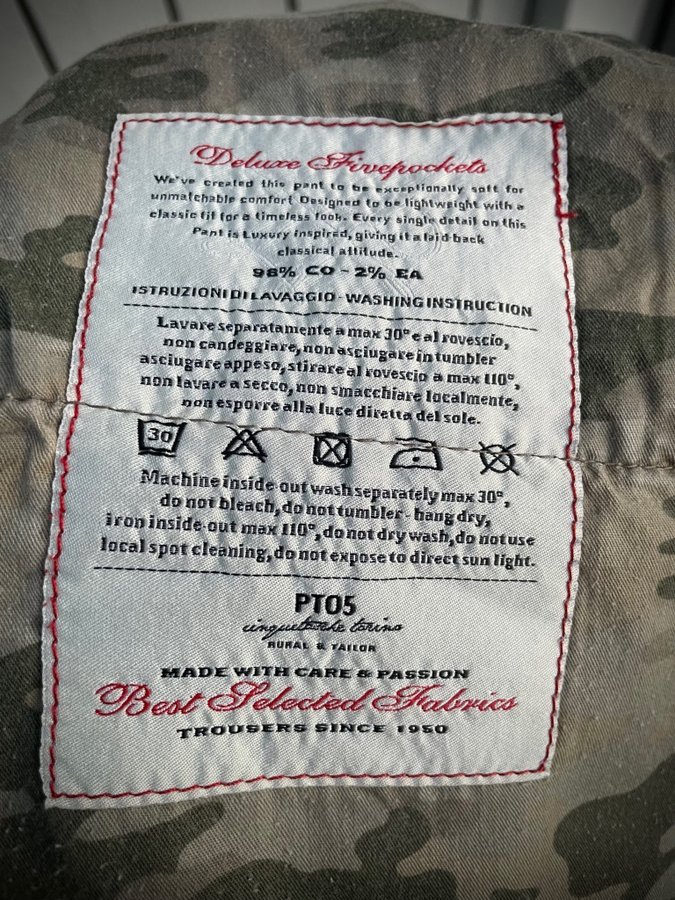 Deluxe Fivepockets
We've created this pant to be exceptionally soft for
unmatchable comfort Designed to be lightweight with a
classic fit for a timeless look. Every single detail on this
Pant is Luxury inspired, giving it a laid back
classical attitude.
98% CO - 2% EA
ISTRUZIONI DI LAVAGGIO - WASHING INSTRUCTION
Lavare separatamente a max 30° e al rovescio,
non candeggiare, non asciugare in tumbler
asciugare appeso, stirare al rovescio a max 110°,
non lavare a secco, non smacchiare localmente,
non esporre alla luce diretta del sole.
30
Machine inside-out wash separately max 30°,
do not bleach, do not tumbler - hang dry,
iron inside-out max 110°, do not dry wash, do not use
local spot cleaning, do not expose to direct sun light.
PT05
cinquetasche torino
RURAL & TAILOR
MADE WITH CARE & PASSION
Best Selected Fabrics
TROUSERS SINCE 1950